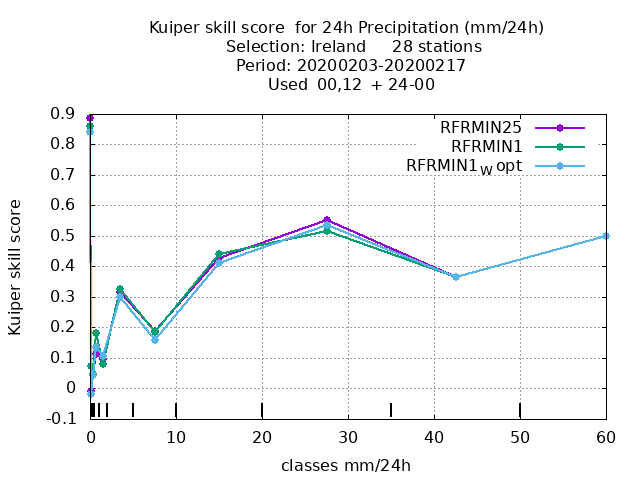 Kuiper skill score for 24h Precipitation (mm/24h)
Selection: Ireland 28 stations
Period: 20200203-20200217
Used 00,12 + 24-00
RFRMIN25
RFRMIN1
RFRMIN1w opt
0.9
0.8
0.7
0.6
0.5
0.4
0.3
0.2
0.1
0
-0.1
Kuiper skill score
0 10 20 30 40 50 60
classes mm/24h